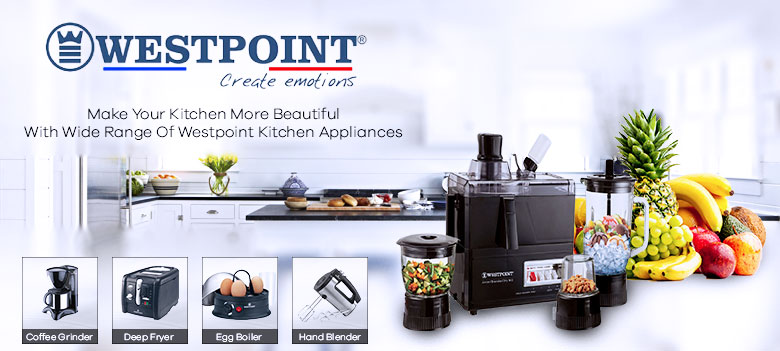 WESTPOINT®
Create emotions
Make Your Kitchen More Beautiful
With Wide Range Of Westpoint Kitchen Appliances
WESTPOINT
Coffee Grinder
Deep Fryer
Egg Boiler
Hand Blender